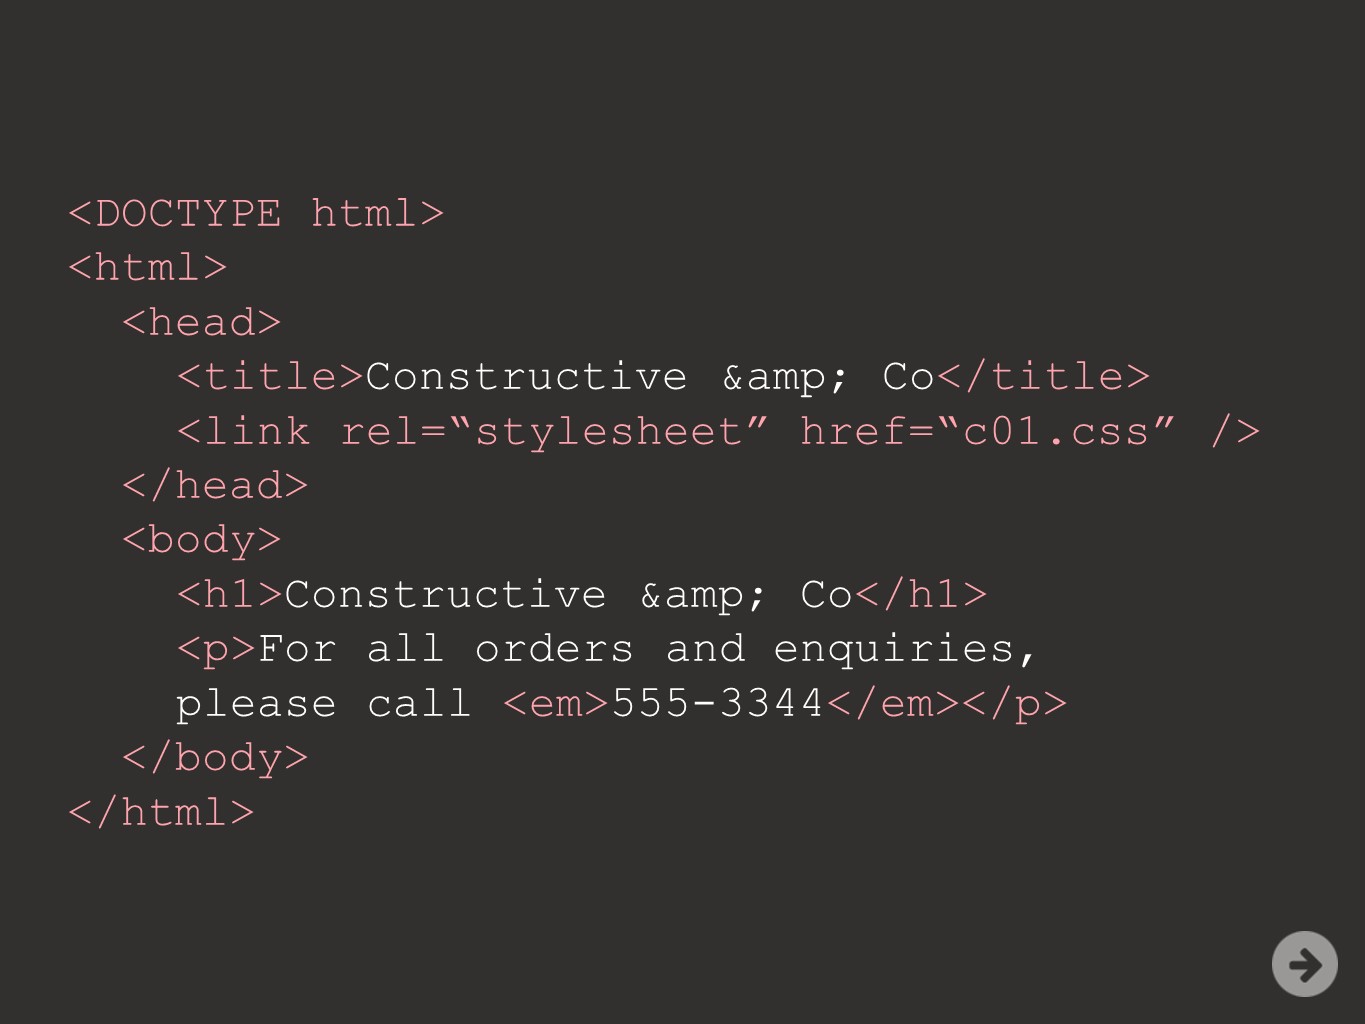 <DOCTYPE html>
<html>
  <head>
    <title>Constructive &amp; Co</title>
    <link rel=“stylesheet” href=“c01.css” />
  </head>
  <body>
    <h1>Constructive &amp; Co</h1>
    <p>For all orders and enquiries,
    please call <em>555-3344</em></p>
  </body>
</html>